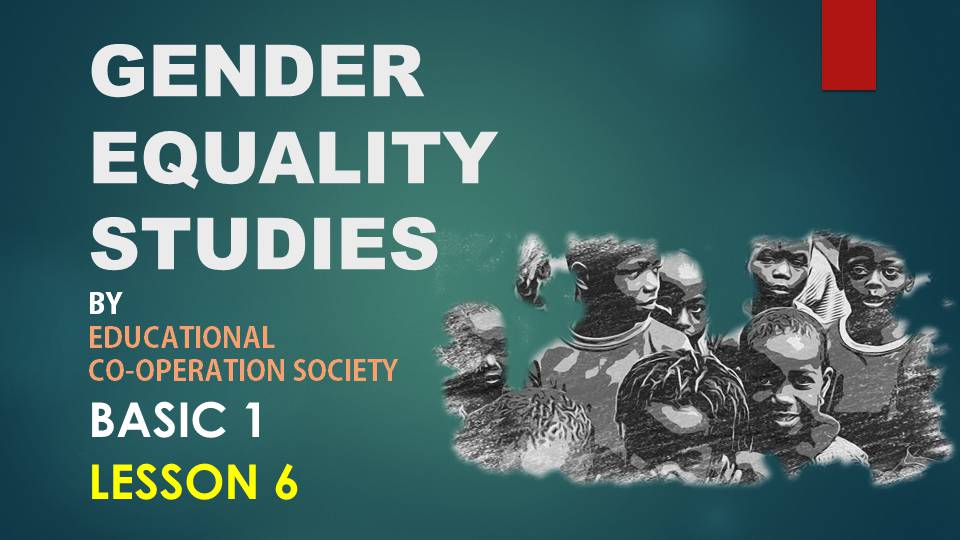 GENDER
EQUALITY
STUDIES
BY
EDUCATIONAL
CO-OPERATION SOCIETY
BASIC 1
LESSON 6